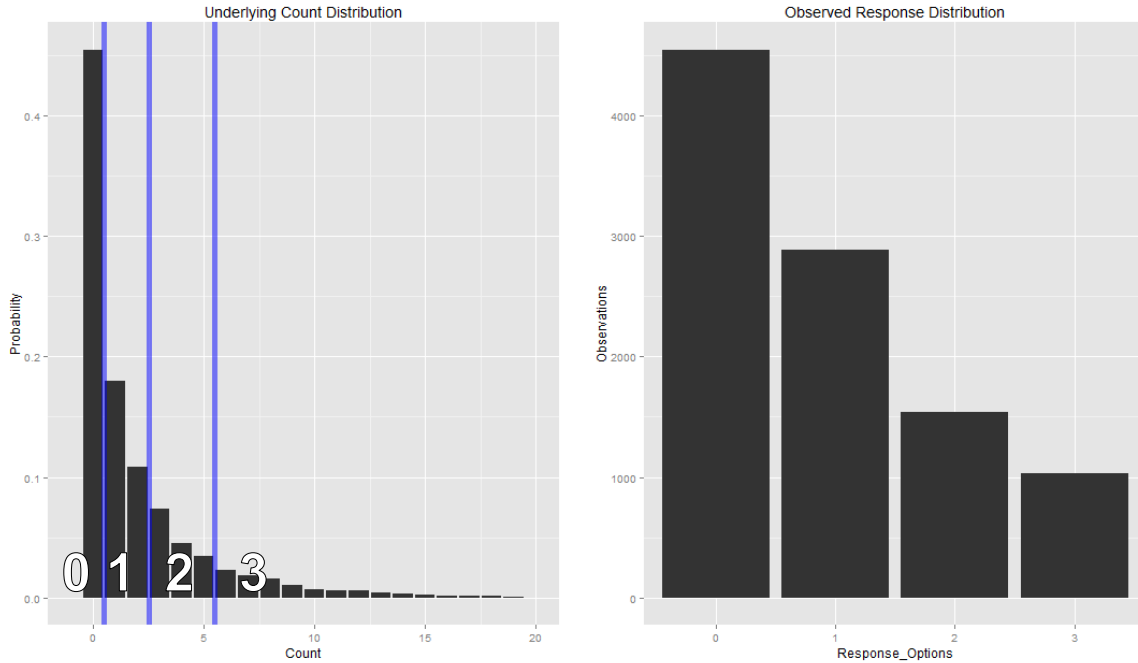 Underlying Count Distribution
Probability
0.4
0.3
0.2
0.1
0.0
0 1 2 3
0 5 10 15 20
Count
Observed Response Distribution
Observations
4000
3000
2000
1000
0
0 1 2 3
Response_Options